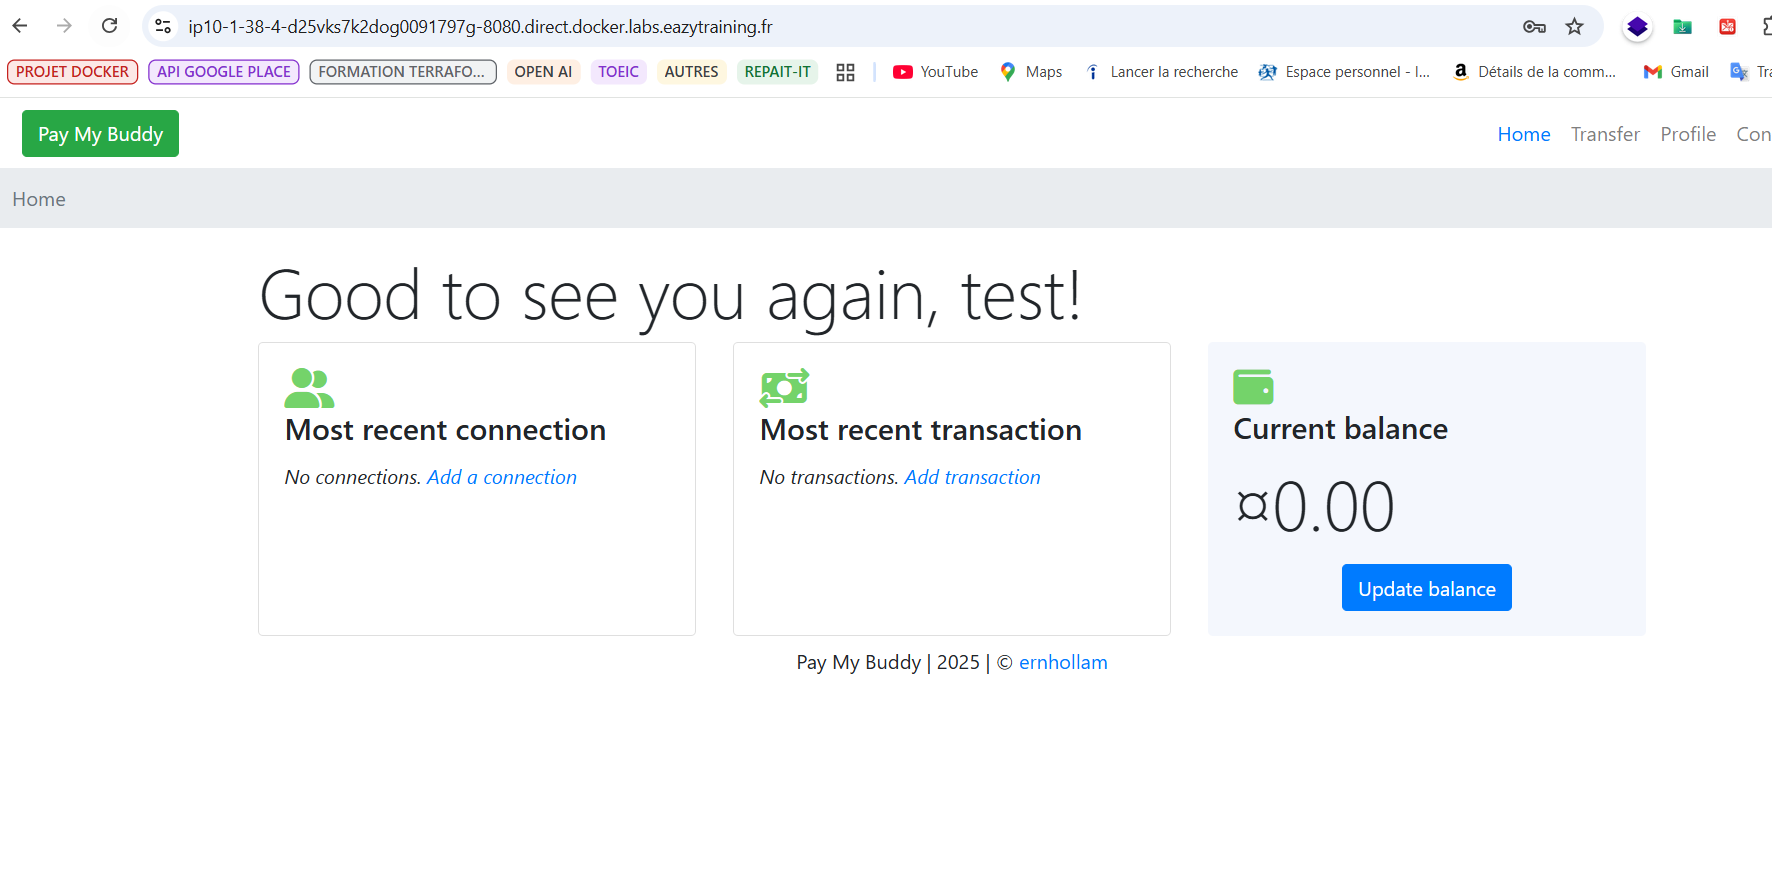 ip10-1-38-4-d25vks7k2dog0091797g-8080.direct.docker.labs.eazytraining.fr
PROJET DOCKER API GOOGLE PLACE FORMATION TERRAFO... OPEN AI TOEIC AUTRES REPAIT-IT YouTube Maps Lancer la recherche Espace personnel - I... Détails de la comm... Gmail Tra
Pay My Buddy Home Transfer Profile Con
Home
Good to see you again, test!
Most recent connection
No connections. Add a connection
Most recent transaction
No transactions. Add transaction
Current balance
¤0.00
Update balance
Pay My Buddy | 2025 | © ernhollam